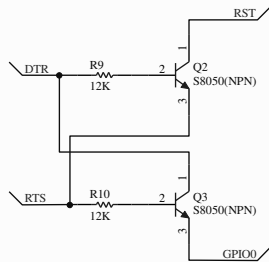 RST
1
DTR
R9
2
Q2
12K
S8050(NPN)
3
1
RTS
R10
2
Q3
12K
S8050(NPN)
3
GPIO0